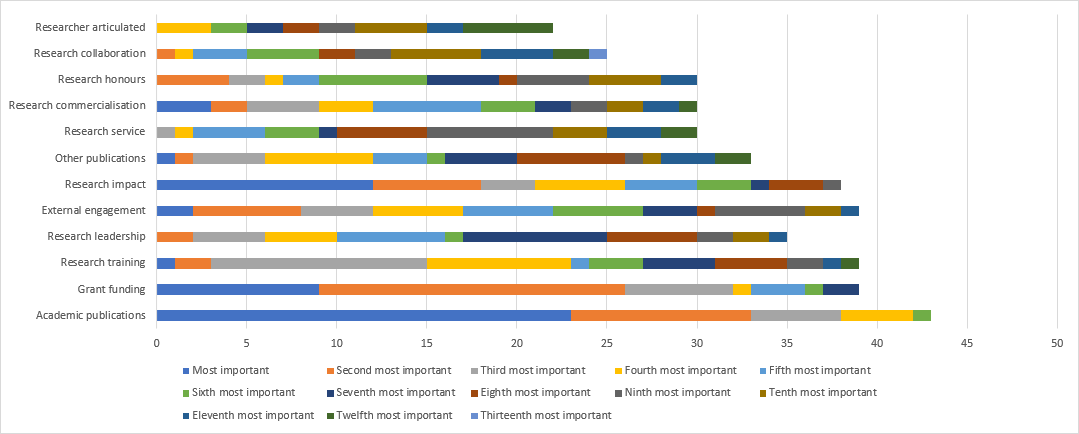 Researcher articulated
Research collaboration
Research honours
Research commercialisation
Research service
Other publications
Research impact
External engagement
Research leadership
Research training
Grant funding
Academic publications
0 5 10 15 20 25 30 35 40 45 50
Most important Second most important Third most important Fourth most important Fifth most important
Sixth most important Seventh most important Eighth most important Ninth most important Tenth most important
Eleventh most important Twelfth most important Thirteenth most important